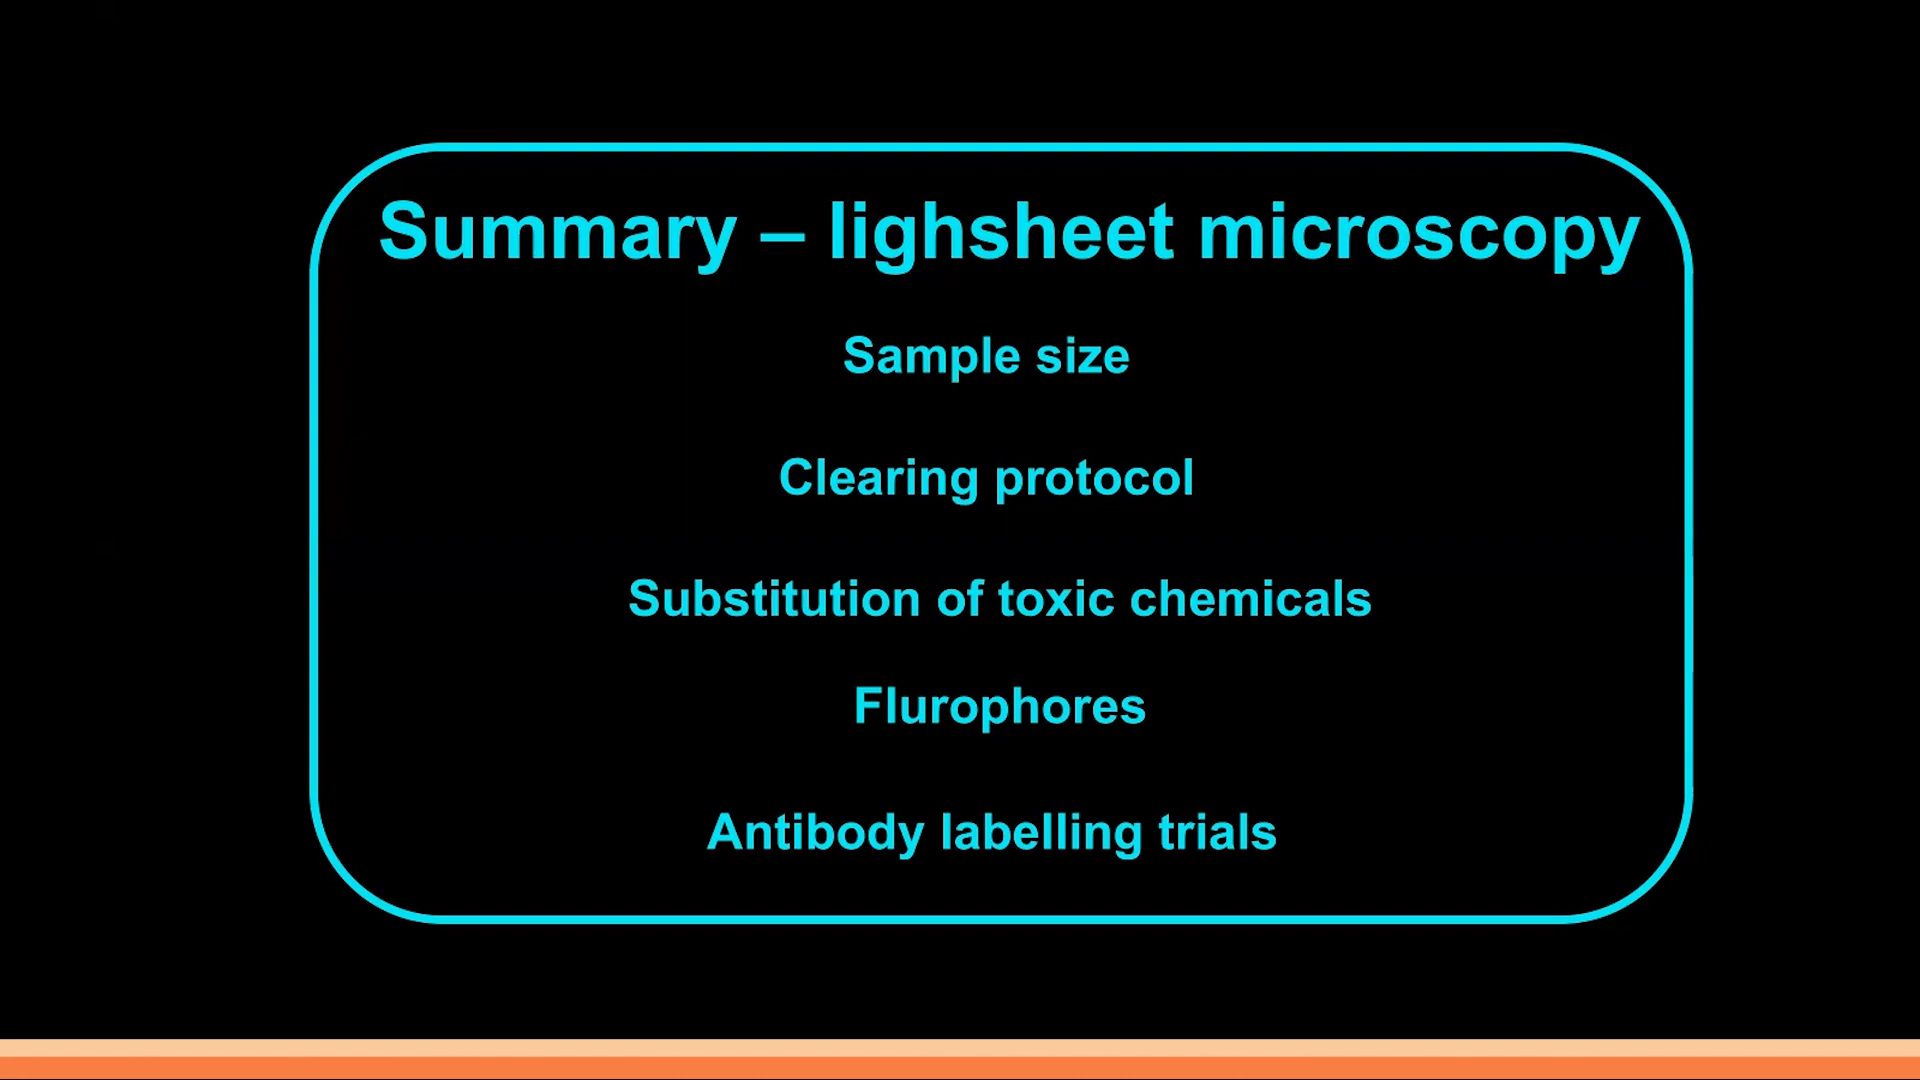 Summary – lighsheet microscopy
Sample size
Clearing protocol
Substitution of toxic chemicals
Flurophores
Antibody labelling trials